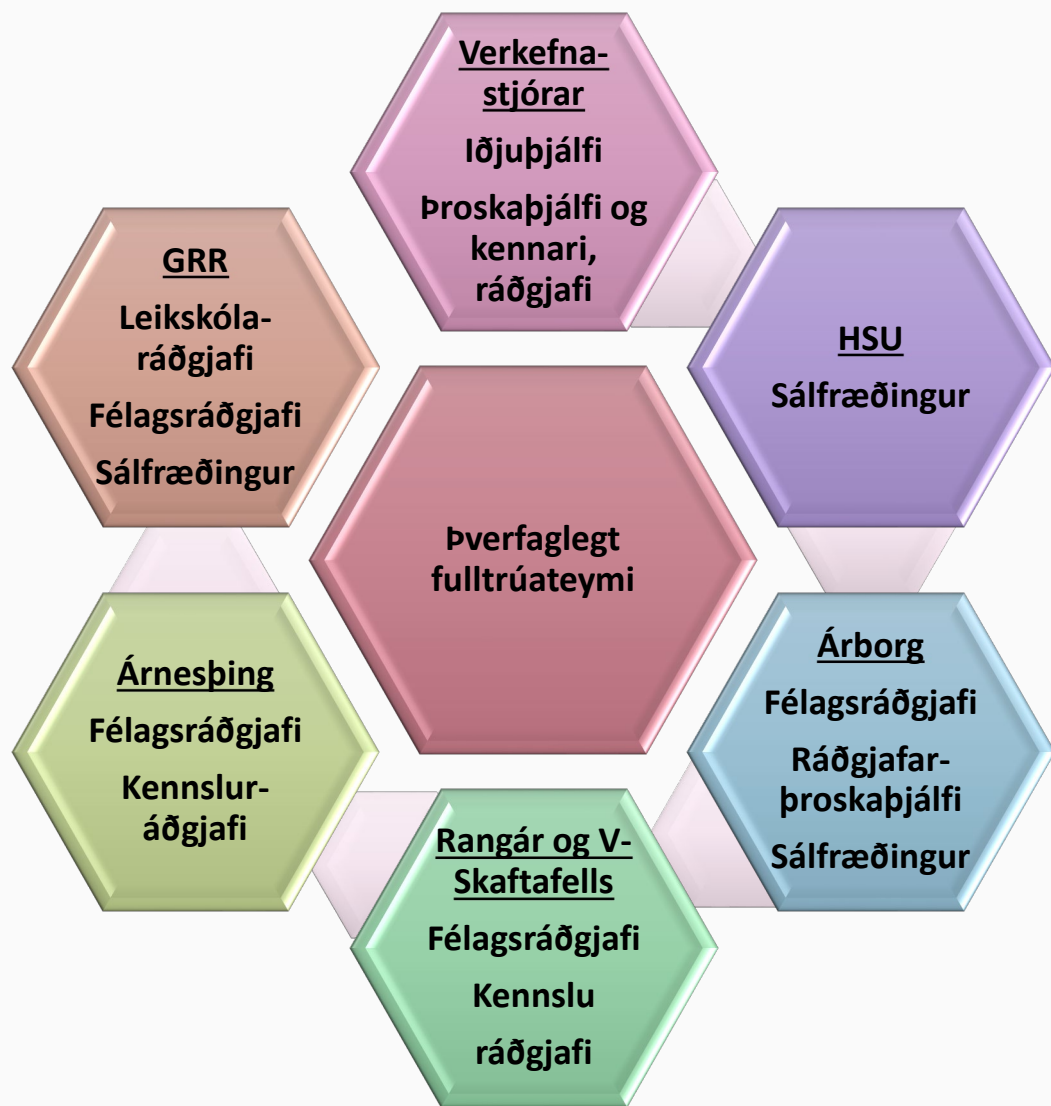 Verkefna-
stjórar
Iðjuþjálfi
Þroskaþjálfi og
kennari,
ráðgjafi
HSU
Sálfræðingur
Árborg
Félagsráðgjafi
Ráðgjafar-
þroskaþjálfi
Sálfræðingur
Rangár og V-
Skaftafells
Félagsráðgjafi
Kennslu
ráðgjafi
Árnesþing
Félagsráðgjafi
Kennslur-
áðgjafi
GRR
Leikskóla-
ráðgjafi
Félagsráðgjafi
Sálfræðingur
Þverfaglegt
fulltrúateymi